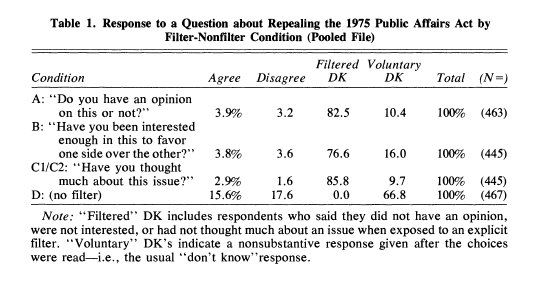 Table 1. Response to a Question about Repealing the 1975 Public Affairs Act by
Filter-Nonfilter Condition (Pooled File)
Filtered Voluntary
Condition Agree Disagree DK DK Total (N=)
A: "Do you have an opinion
on this or not?" 3.9% 3.2 82.5 10.4 100% (463)
B: "Have you been interested
enough in this to favor
one side over the other?" 3.8% 3.6 76.6 16.0 100% (445)
C1/C2: "Have you thought
much about this issue?" 2.9% 1.6 85.8 9.7 100% (445)
D: (no filter) 15.6% 17.6 0.0 66.8 100% (467)
Note: "Filtered" DK includes respondents who said they did not have an opinion,
were not interested, or had not thought much about an issue when exposed to an explicit
filter. "Voluntary" DK's indicate a nonsubstantive response given after the choices
were read—i.e., the usual "don't know"response.